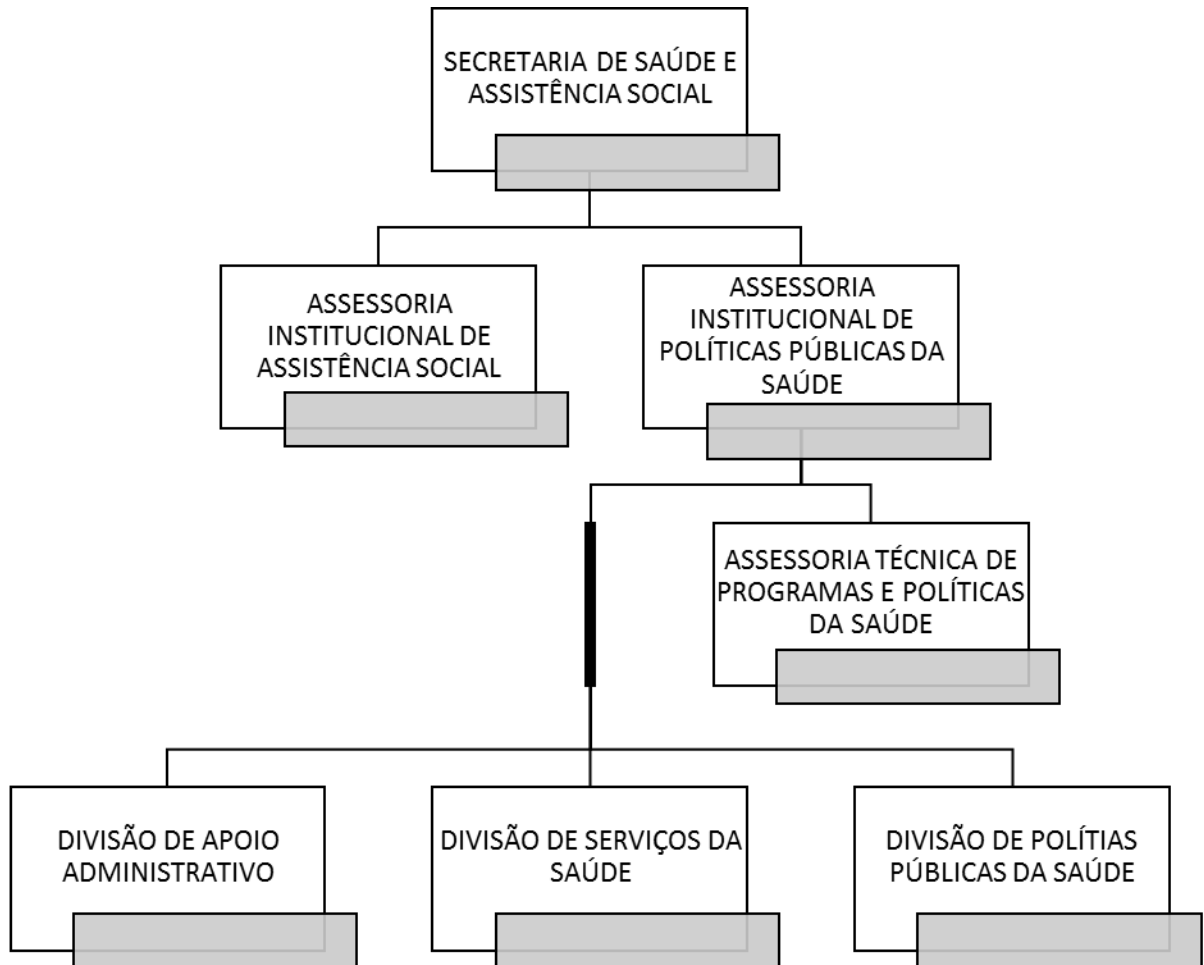 SECRETARIA DE SAÚDE E
ASSISTÊNCIA SOCIAL
ASSESSORIA
INSTITUCIONAL DE
ASSISTÊNCIA SOCIAL
ASSESSORIA
INSTITUCIONAL DE
POLÍTICAS PÚBLICAS DA
SAÚDE
ASSESSORIA TÉCNICA DE
PROGRAMAS E POLÍTICAS
DA SAÚDE
DIVISÃO DE APOIO
ADMINISTRATIVO
DIVISÃO DE SERVIÇOS DA
SAÚDE
DIVISÃO DE POLÍTIAS
PÚBLICAS DA SAÚDE